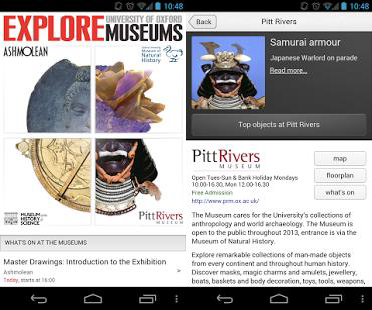 10:48
EXPLORE UNIVERSITY OF OXFORD
MUSEUMS
ASHMOLEAN
Museum of
Natural
History
MUSEUM
HISTORY
SCIENCE
PittRivers
MUSEUM
WHAT'S ON AT THE MUSEUMS
Master Drawings: Introduction to the Exhibition
Ashmolean
Today, starts at 16:00
10:48
Back
Pitt Rivers
Samurai armour
Japanese Warlord on parade
Read more...
Top objects at Pitt Rivers
PittRivers
MUSEUM
Open Tues-Sun & Bank Holiday Mondays
10.00-16.30, Mon 12.00-16.30
Free Admission
http://www.prm.ox.ac.uk/
map
floorplan
what's on
The Museum cares for the University's collections
of anthropology and world archaeology. The Museum is
open to the public throughout 2013, entrance is via the
Museum of Natural History.
Explore remarkable collections of man-made objects
from every continent and throughout human history.
Discover masks, magic charms and amulets, jewellery,
boats, baskets and body decoration, toys, tools, weapons,